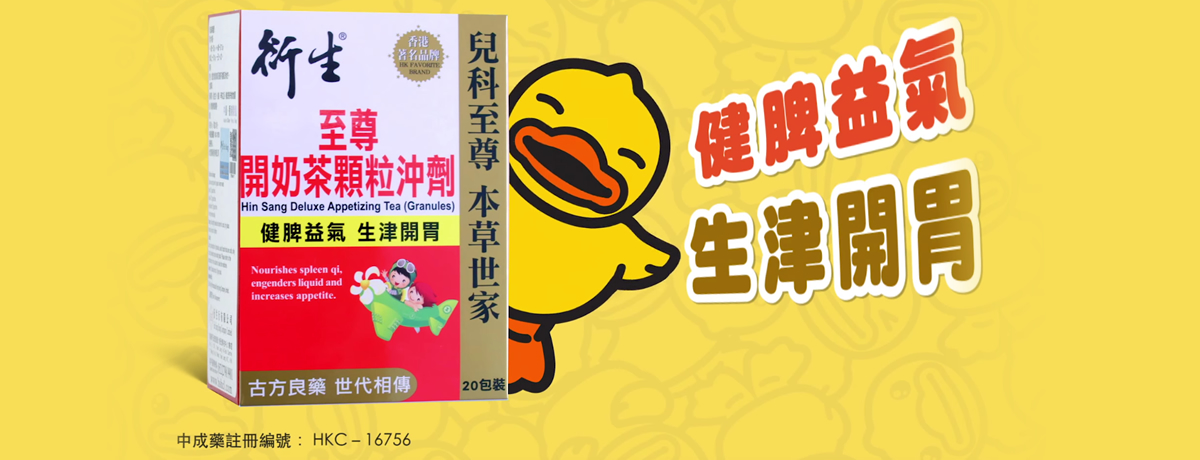 衍生®
香港
著名品牌
HK FAVORITE
BRAND
至尊
開奶茶顆粒沖劑
Hin Sang Deluxe Appetizing Tea (Granules)
健脾益氣 生津開胃
Nourishes spleen qi,
engenders liquid and
increases appetite.
古方良藥 世代相傳
兒科至尊 本草世家
20包裝
健脾益氣
生津開胃
中成藥註冊編號： HKC – 16756